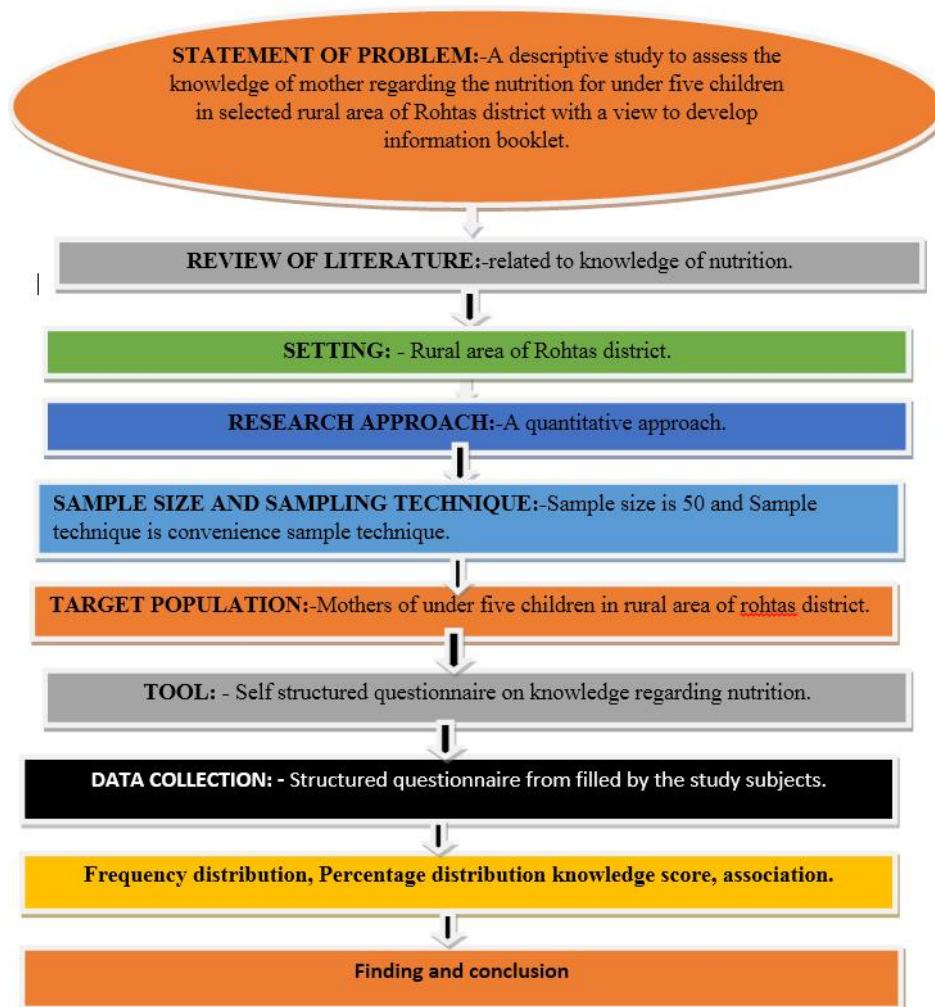 STATEMENT OF PROBLEM:-A descriptive study to assess the
knowledge of mother regarding the nutrition for under five children
in selected rural area of Rohtas district with a view to develop
information booklet.
REVIEW OF LITERATURE:-related to knowledge of nutrition.
SETTING: - Rural area of Rohtas district.
RESEARCH APPROACH:-A quantitative approach.
SAMPLE SIZE AND SAMPLING TECHNIQUE:-Sample size is 50 and Sample
technique is convenience sample technique.
TARGET POPULATION:-Mothers of under five children in rural area of rohtas district.
TOOL: - Self structured questionnaire on knowledge regarding nutrition.
DATA COLLECTION: - Structured questionnaire from filled by the study subjects.
Frequency distribution, Percentage distribution knowledge score, association.
Finding and conclusion